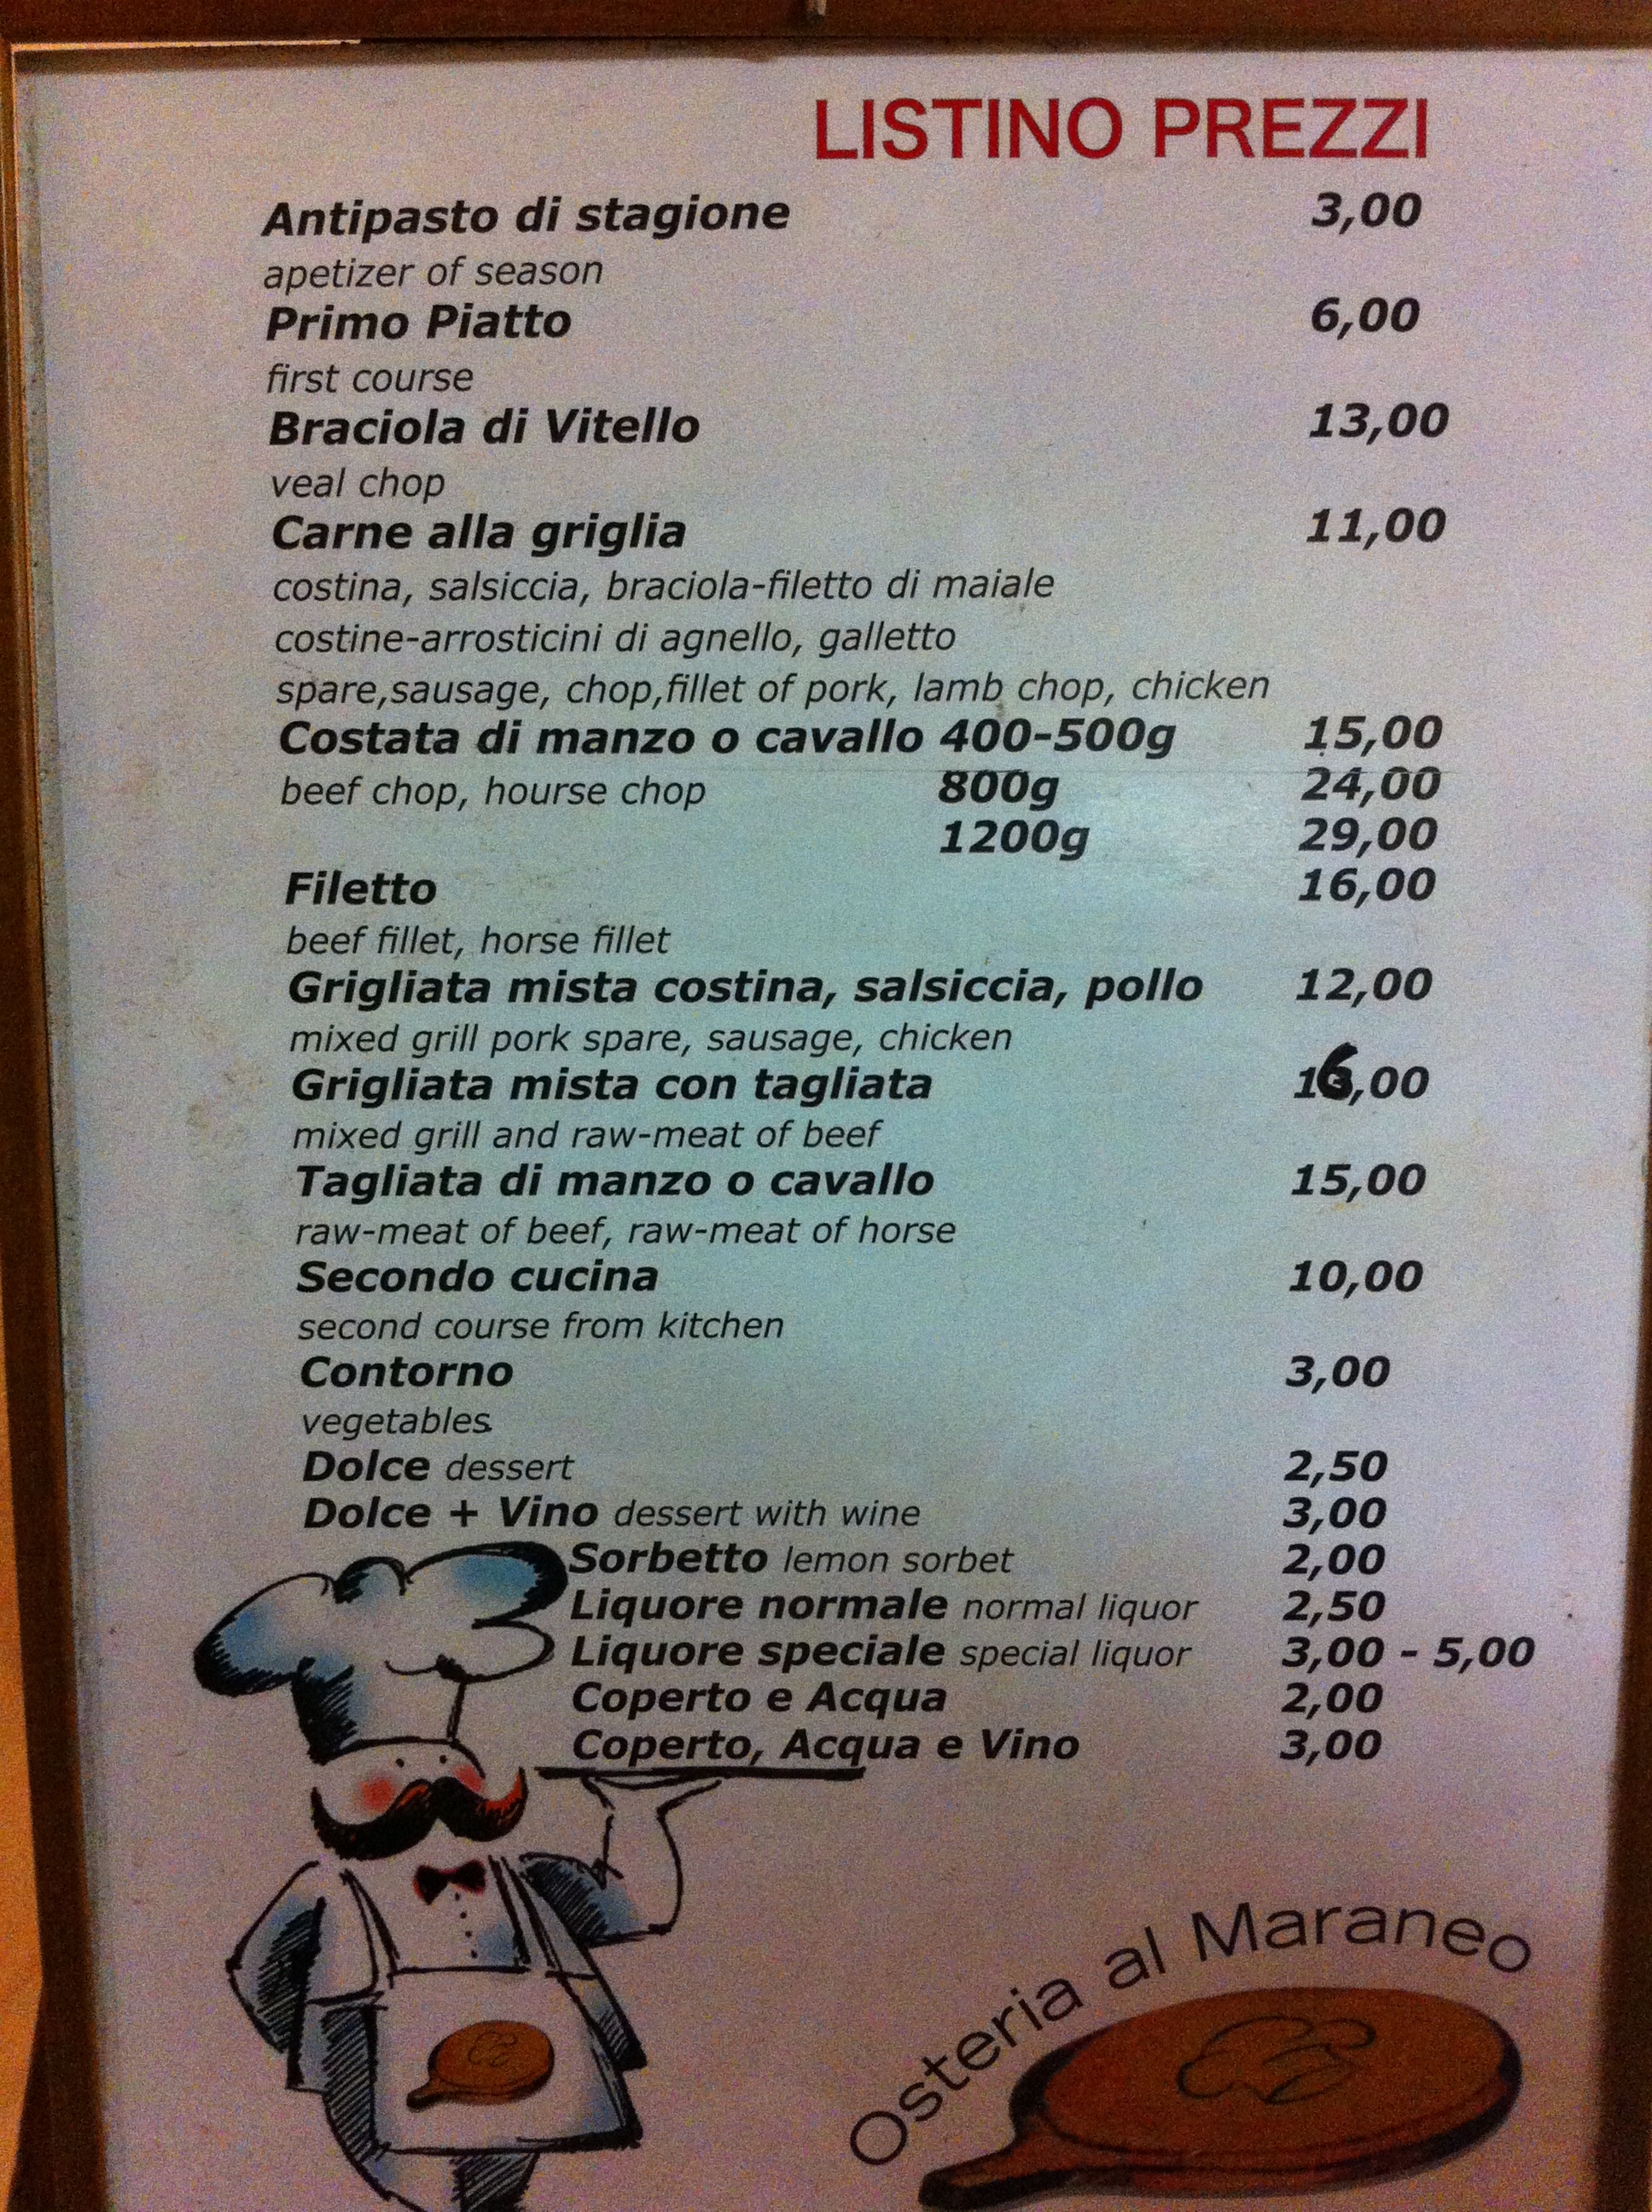 LISTINO PREZZI
Antipasto di stagione 3,00
apetizer of season
Primo Piatto 6,00
first course
Braciola di Vitello 13,00
veal chop
Carne alla griglia 11,00
costina, salsiccia, braciola-filetto di maiale
costine-arrosticini di agnello, galletto
spare,sausage, chop,fillet of pork, lamb chop, chicken
Costata di manzo o cavallo 400-500g 15,00
beef chop, hourse chop 800g 24,00
1200g 29,00
Filetto 16,00
beef fillet, horse fillet
Grigliata mista costina, salsiccia, pollo 12,00
mixed grill pork spare, sausage, chicken
Grigliata mista con tagliata 16,00
mixed grill and raw-meat of beef
Tagliata di manzo o cavallo 15,00
raw-meat of beef, raw-meat of horse
Secondo cucina 10,00
second course from kitchen
Contorno 3,00
vegetables
Dolce dessert 2,50
Dolce + Vino dessert with wine 3,00
Sorbetto lemon sorbet 2,00
Liquore normale normal liquor 2,50
Liquore speciale special liquor 3,00 - 5,00
Coperto e Acqua 2,00
Coperto, Acqua e Vino 3,00
Osteria al Maraneo